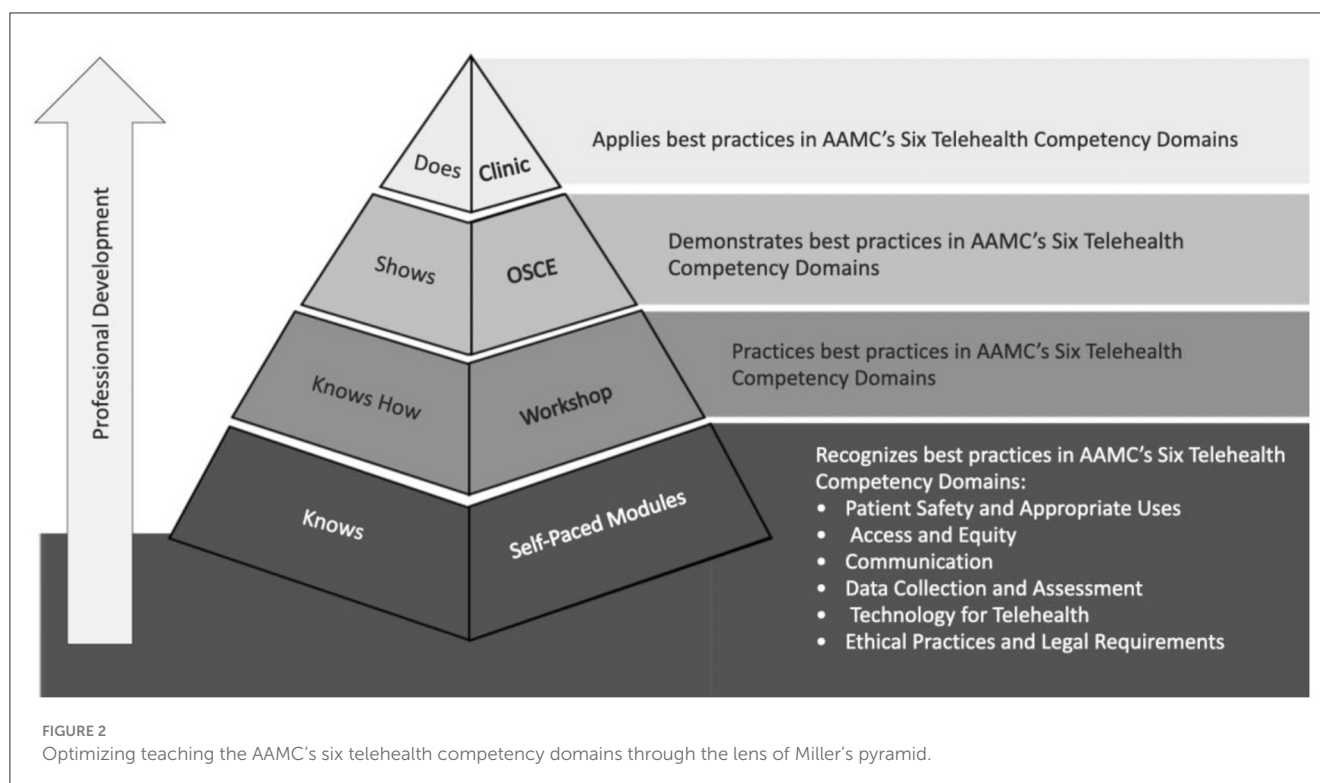 Professional Development
Does
Clinic
Applies best practices in AAMC's Six Telehealth Competency Domains
Shows
OSCE
Demonstrates best practices in AAMC's Six Telehealth
Competency Domains
Knows How
Workshop
Practices best practices in AAMC's Six Telehealth
Competency Domains
Knows
Self-Paced Modules
Recognizes best practices in AAMC's Six Telehealth
Competency Domains:
• Patient Safety and Appropriate Uses
• Access and Equity
• Communication
• Data Collection and Assessment
• Technology for Telehealth
• Ethical Practices and Legal Requirements
FIGURE 2
Optimizing teaching the AAMC's six telehealth competency domains through the lens of Miller's pyramid.